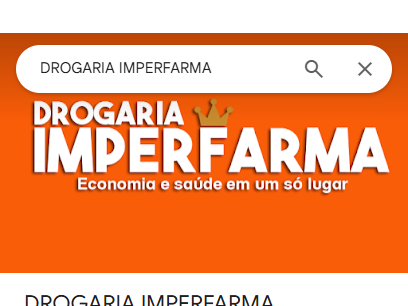 DROGARIA IMPERFARMA
DROGARIA
IMPERFARMA
Economia e saúde em um só lugar
DROGARIA IMPERFARMA